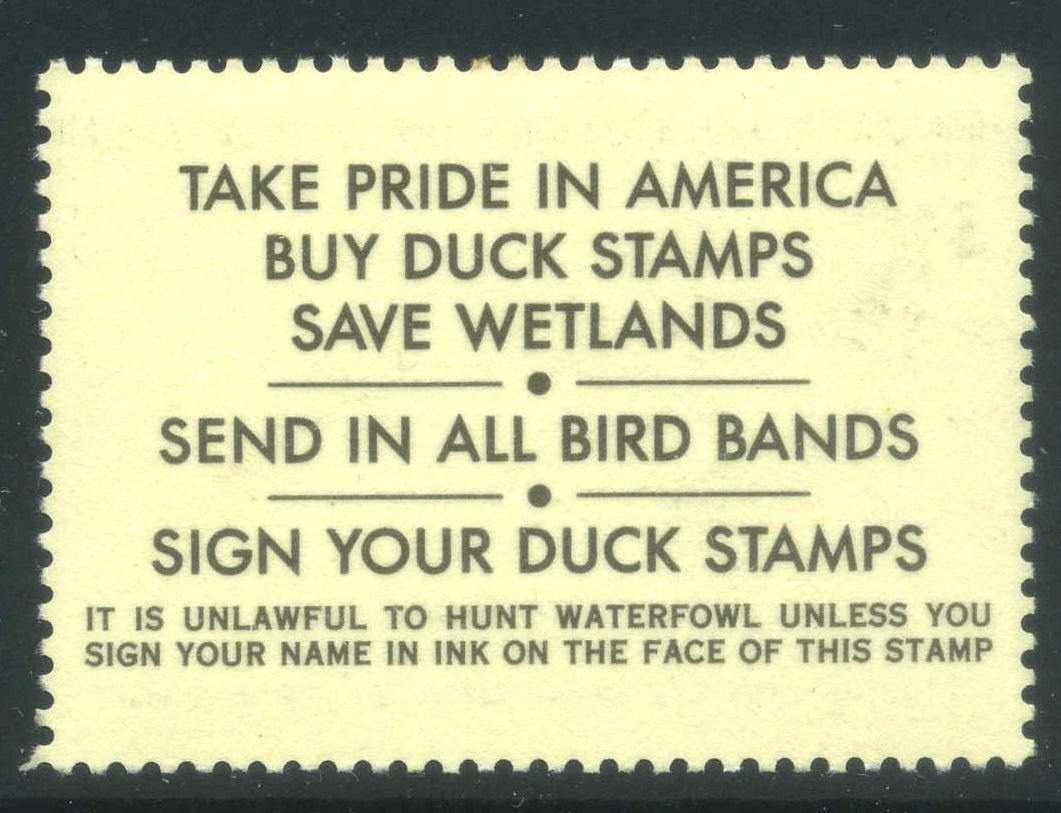 TAKE PRIDE IN AMERICA
BUY DUCK STAMPS
SAVE WETLANDS
SEND IN ALL BIRD BANDS
SIGN YOUR DUCK STAMPS
IT IS UNLAWFUL TO HUNT WATERFOWL UNLESS YOU
SIGN YOUR NAME IN INK ON THE FACE OF THIS STAMP